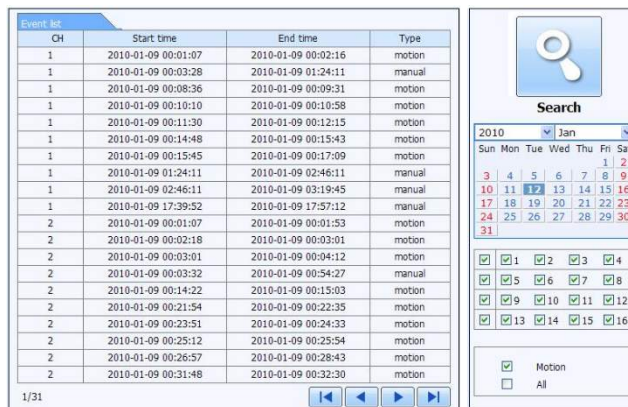 Event list
CH Start time End time Type
1 2010-01-09 00:01:07 2010-01-09 00:02:16 motion
1 2010-01-09 00:03:28 2010-01-09 01:24:11 manual
1 2010-01-09 00:08:36 2010-01-09 00:09:31 motion
1 2010-01-09 00:10:10 2010-01-09 00:10:58 motion
1 2010-01-09 00:11:30 2010-01-09 00:12:15 motion
1 2010-01-09 00:14:48 2010-01-09 00:15:43 motion
1 2010-01-09 00:15:45 2010-01-09 00:17:09 motion
1 2010-01-09 01:24:11 2010-01-09 02:46:11 manual
1 2010-01-09 02:46:11 2010-01-09 03:19:45 manual
1 2010-01-09 17:39:52 2010-01-09 17:57:12 manual
2 2010-01-09 00:01:07 2010-01-09 00:01:53 motion
2 2010-01-09 00:02:18 2010-01-09 00:03:01 motion
2 2010-01-09 00:03:01 2010-01-09 00:04:12 motion
2 2010-01-09 00:03:32 2010-01-09 00:54:27 manual
2 2010-01-09 00:14:22 2010-01-09 00:15:03 motion
2 2010-01-09 00:21:54 2010-01-09 00:22:35 motion
2 2010-01-09 00:23:51 2010-01-09 00:24:33 motion
2 2010-01-09 00:25:12 2010-01-09 00:25:54 motion
2 2010-01-09 00:26:57 2010-01-09 00:28:43 motion
2 2010-01-09 00:31:48 2010-01-09 00:32:30 motion
1/31
Search
2010 Jan
Sun Mon Tue Wed Thu Fri Sa
1 2
3 4 5 6 7 8 9
10 11 12 13 14 15 16
17 18 19 20 21 22 23
24 25 26 27 28 29 30
31
1 2 3 4
5 6 7 8
9 10 11 12
13 14 15 16
Motion
All